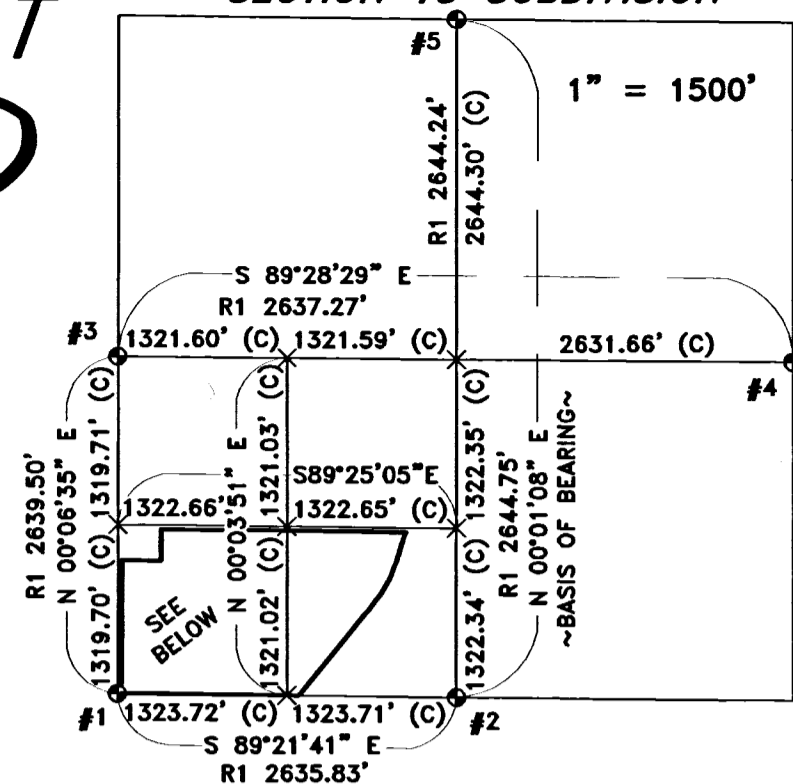 #5
1" = 1500'
R1 2644.24'
2644.30' (C)
S 89°28'29" E
R1 2637.27'
#3
1321.60' (C)
1321.59' (C)
2631.66' (C)
#4
R1 2639.50'
N 00°06'35" E
1319.71' (C)
1319.70' (C)
N 00°03'51" E
1321.03' (C)
1321.02' (C)
S89°25'05"E
1322.66'
1322.65'
1322.35' (C)
1322.34' (C)
R1 2644.75'
N 00°01'08" E
~BASIS OF BEARING~
SEE
BELOW
#1
1323.72' (C)
1323.71' (C)
#2
S 89°21'41" E
R1 2635.83'